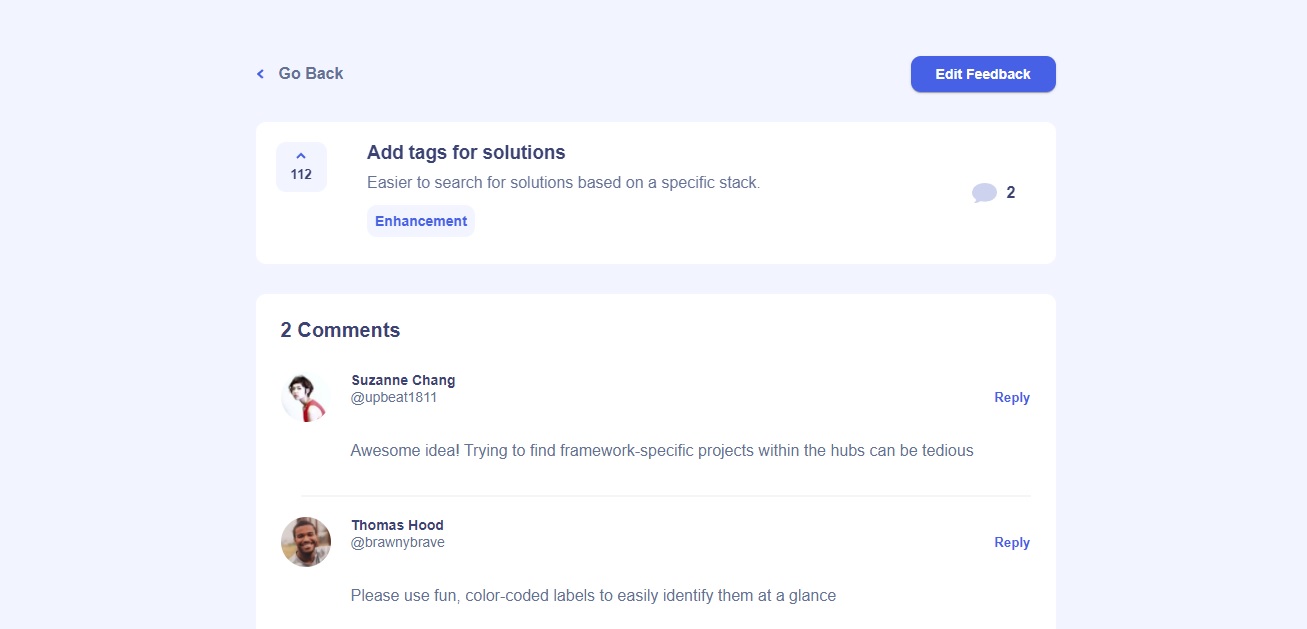 Go Back
Edit Feedback
112
Add tags for solutions
Easier to search for solutions based on a specific stack.
Enhancement
2
2 Comments
Suzanne Chang
@upbeat1811
Reply
Awesome idea! Trying to find framework-specific projects within the hubs can be tedious
Thomas Hood
@brawnybrave
Reply
Please use fun, color-coded labels to easily identify them at a glance